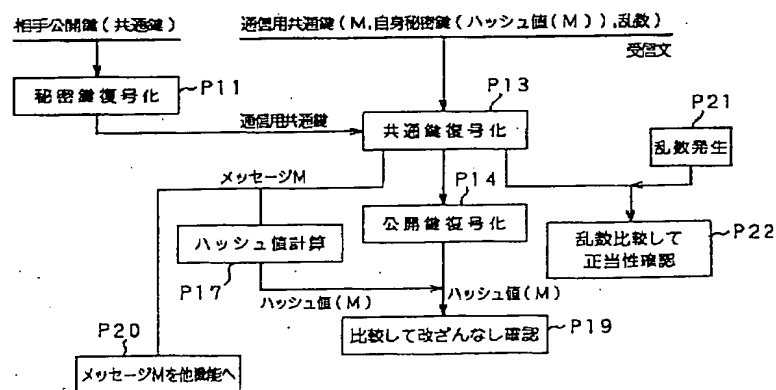 相手公開鍵(共通鍵)
通信用共通鍵(M,自身秘密鍵(ハッシュ値(M)),乱数)
受信文
P11
秘密鍵復号化
P13
P21
通信用共通鍵
共通鍵復号化
乱数発生
メッセージM
P14
公開鍵復号化
P22
ハッシュ値計算
乱数比較して
正当性確認
P17
ハッシュ値(M)
ハッシュ値(M)
P20
P19
比較して改ざんなし確認
メッセージMを他機能へ